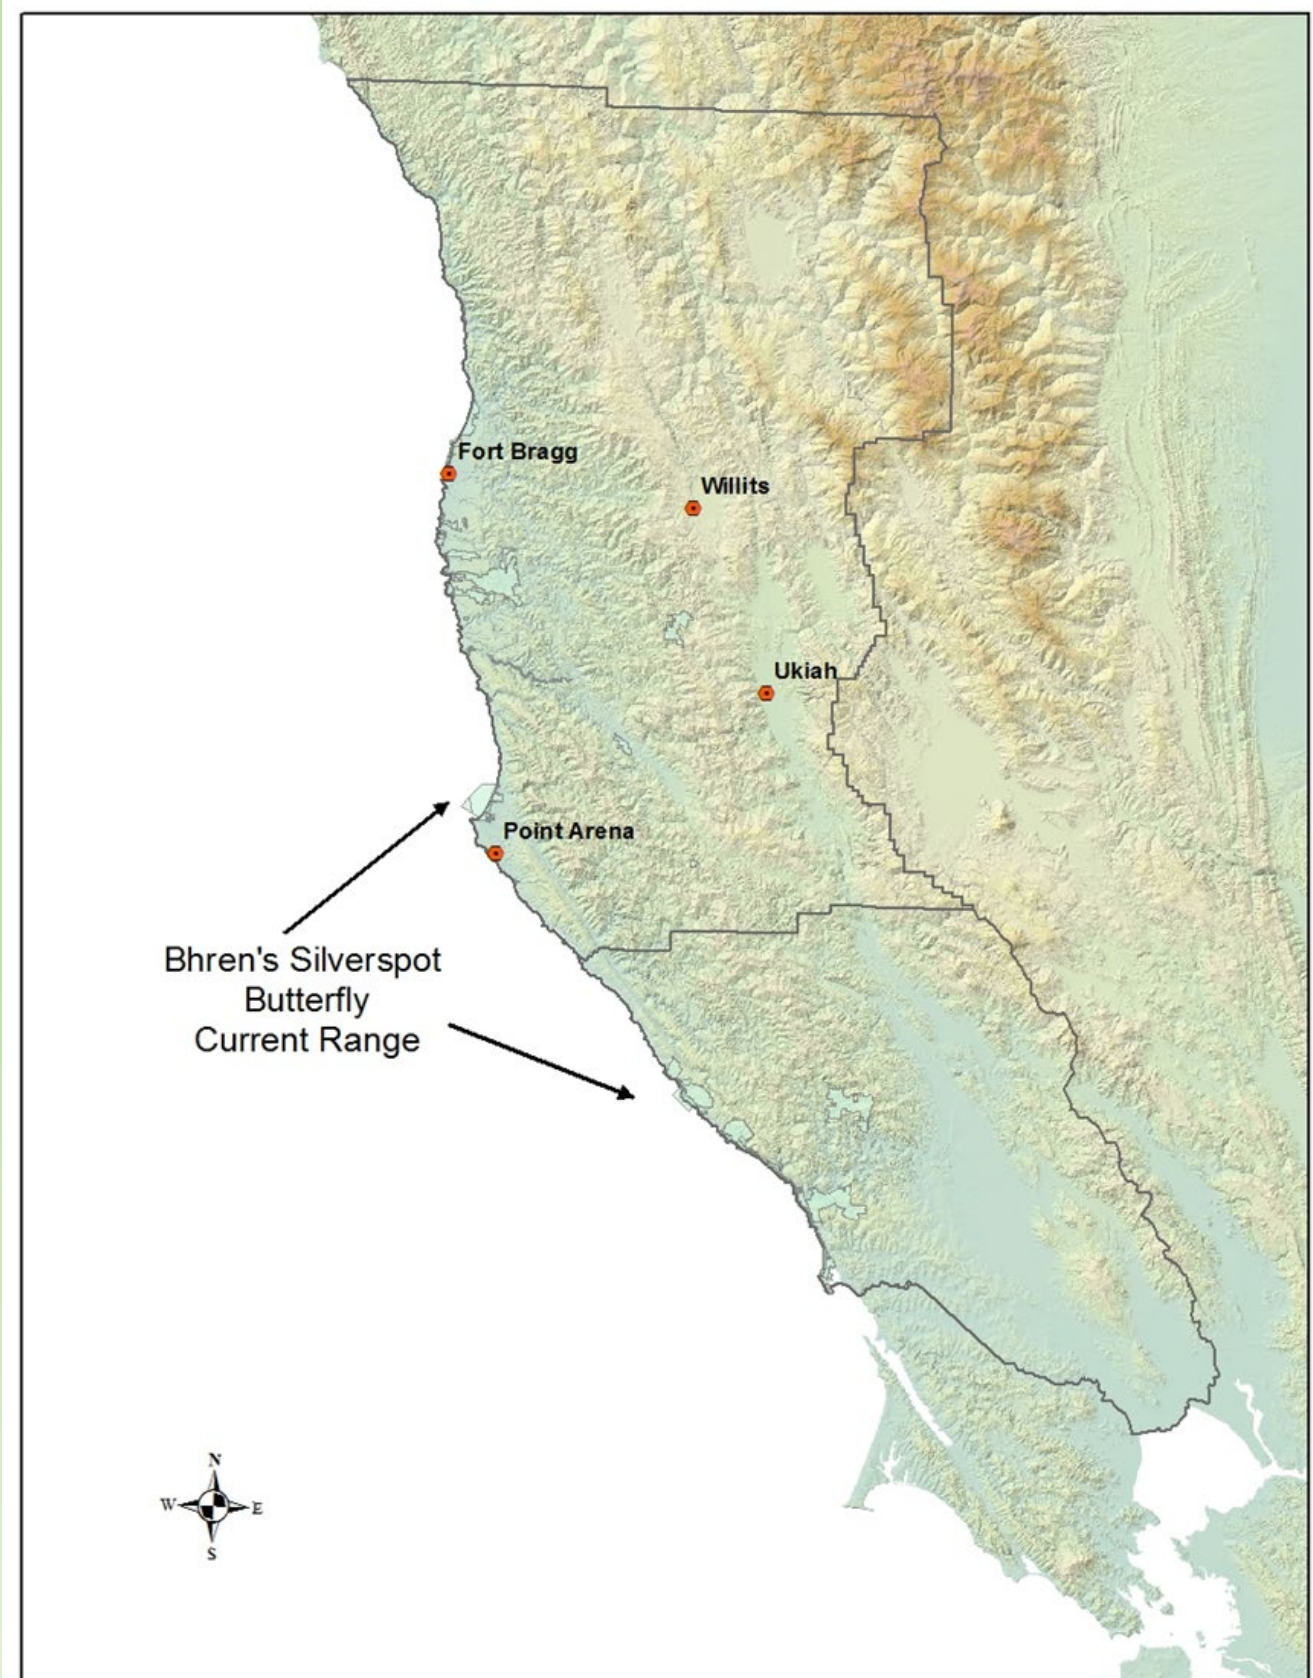 Fort Bragg
Willits
Ukiah
Point Arena
Bhren's Silverspot
Butterfly
Current Range
N
W E
S